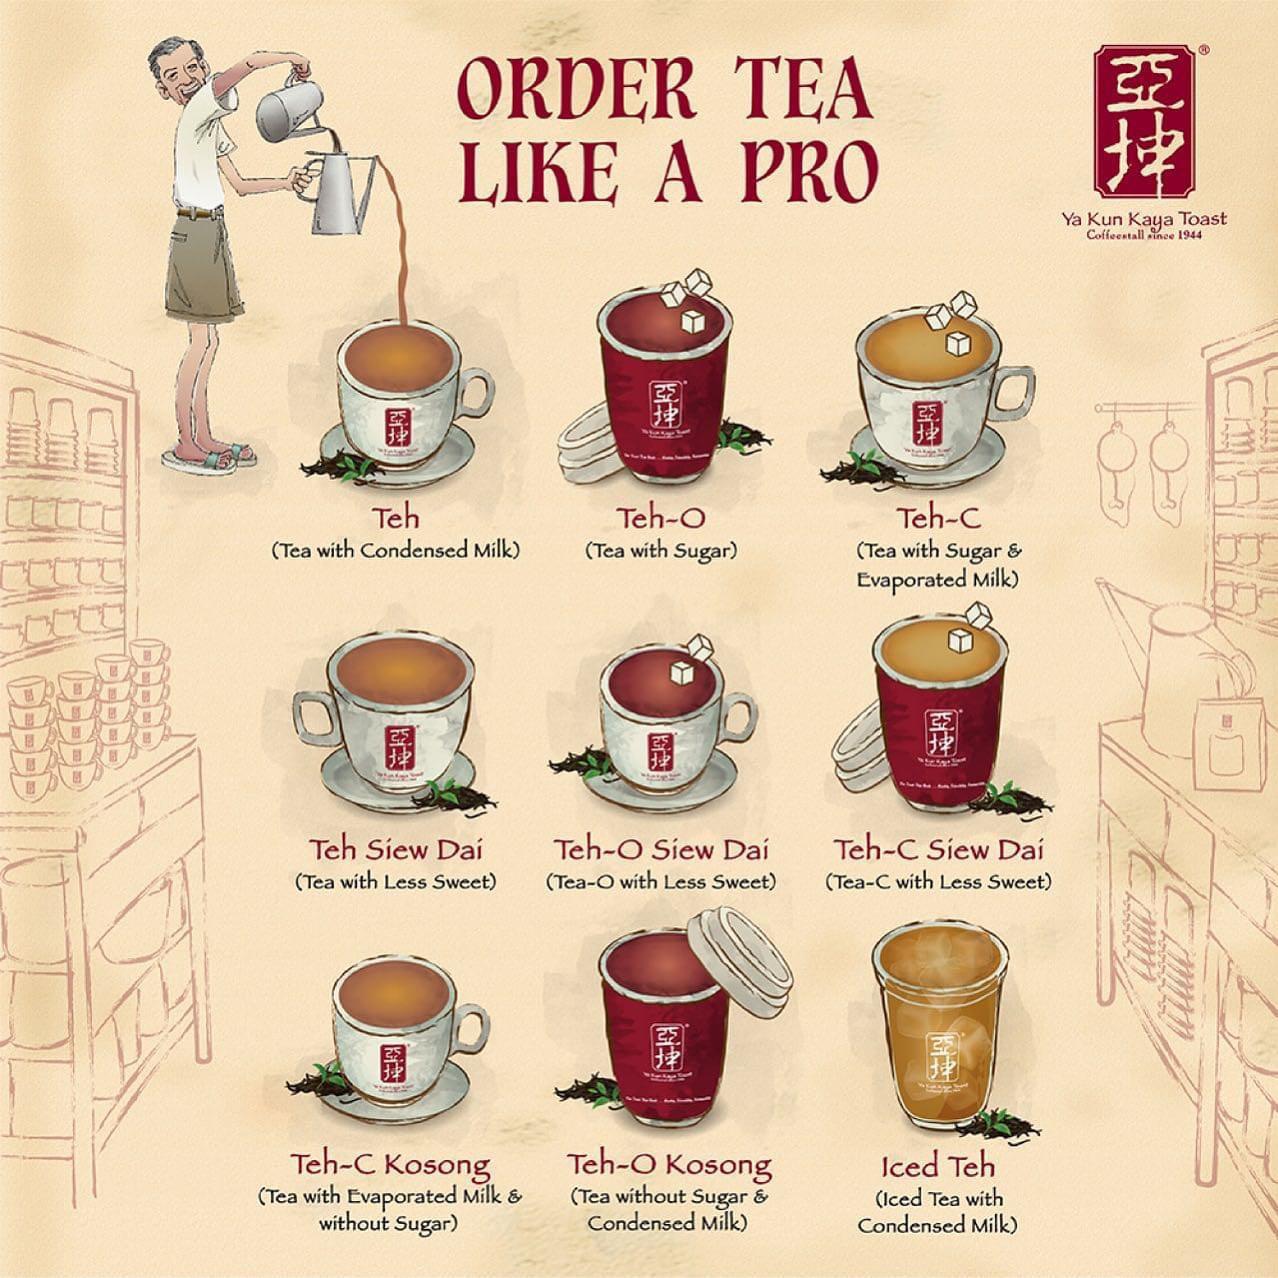 ORDER TEA
LIKE A PRO
亞坤
®
Ya Kun Kaya Toast
Coffeestall since 1944
Teh
(Tea with Condensed Milk)
Teh-O
(Tea with Sugar)
Teh-C
(Tea with Sugar &
Evaporated Milk)
Teh Siew Dai
(Tea with Less Sweet)
Teh-O Siew Dai
(Tea-O with Less Sweet)
Teh-C Siew Dai
(Tea-C with Less Sweet)
Teh-C Kosong
(Tea with Evaporated Milk &
without Sugar)
Teh-O Kosong
(Tea without Sugar &
Condensed Milk)
Iced Teh
(Iced Tea with
Condensed Milk)